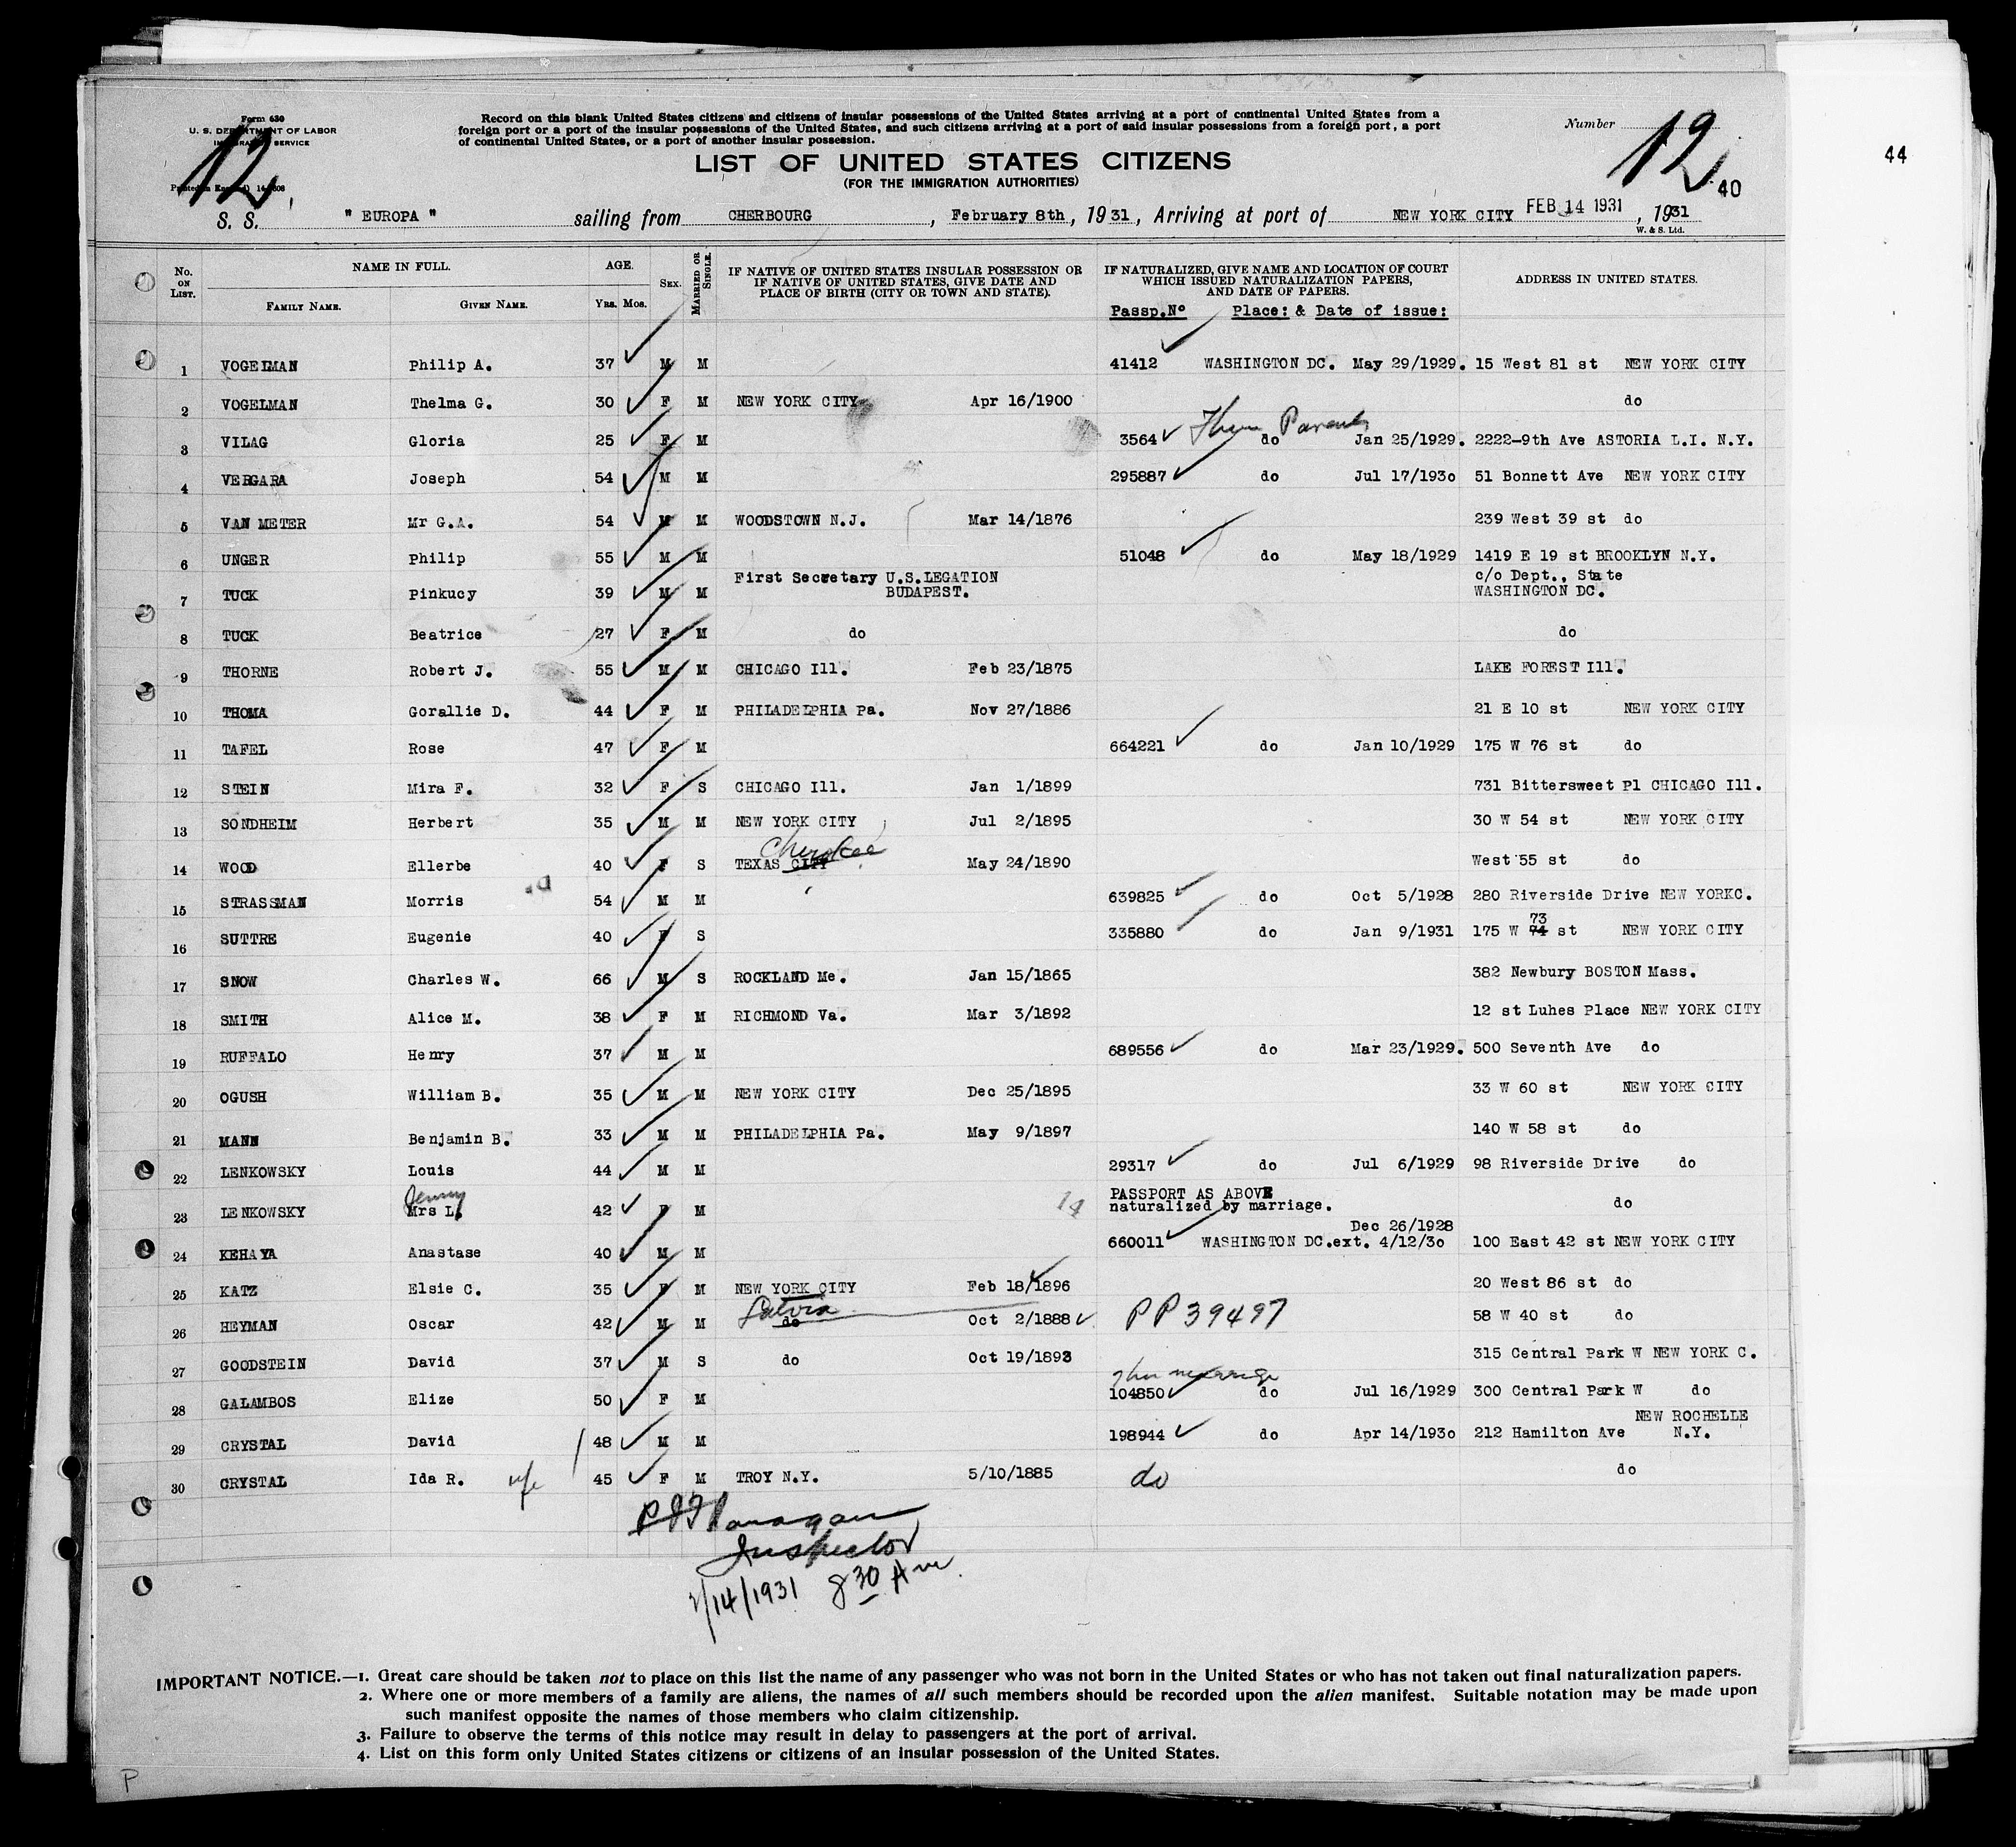 Form 630
U. S. DEPARTMENT OF LABOR
IMMIGRATION SERVICE
Record on this blank United States citizens and citizens of insular possessions of the United States arriving at a port of continental United States from a
foreign port or a port of the insular possessions of the United States, and such citizens arriving at a port of said insular possessions from a foreign port, a port
of continental United States, or a port of another insular possession.
Number
12
12
40
44
LIST OF UNITED STATES CITIZENS
(FOR THE IMMIGRATION AUTHORITIES)
S. S. " EUROPA " sailing from CHERBOURG, February 8th, 1931, Arriving at port of NEW YORK CITY FEB 14 1931, 1931
W. & S. Ltd.
No. ON LIST. NAME IN FULL. FAMILY NAME. GIVEN NAME. AGE. YRS. MOS. SEX. MARRIED OR SINGLE. IF NATIVE OF UNITED STATES INSULAR POSSESSION OR IF NATIVE OF UNITED STATES, GIVE DATE AND PLACE OF BIRTH (CITY OR TOWN AND STATE). IF NATURALIZED, GIVE NAME AND LOCATION OF COURT WHICH ISSUED NATURALIZATION PAPERS, AND DATE OF PAPERS. ADDRESS IN UNITED STATES.
Passp.No Place: & Date of issue:
1 VOGELMAN Philip A. 37 M M 41412 WASHINGTON DC. May 29/1929. 15 West 81 st NEW YORK CITY
2 VOGELMAN Thelma G. 30 F M NEW YORK CITY Apr 16/1900 do
Thru Parents
3 VILAG Gloria 25 F M 3564 do Jan 25/1929. 2222-9th Ave ASTORIA L.I. N.Y.
4 VERGARA Joseph 54 M M 295887 do Jul 17/1930 51 Bonnett Ave NEW YORK CITY
5 VAN METER Mr G.A. 54 M M WOODSTOWN N.J. Mar 14/1876 239 West 39 st do
6 UNGER Philip 55 M M 51048 do May 18/1929 1419 E 19 st BROOKLYN N.Y.
First Secretary U.S.LEGATION c/o Dept., State
7 TUCK Pinkucy 39 M M BUDAPEST. WASHINGTON DC.
8 TUCK Beatrice 27 F M do do
9 THORNE Robert J. 55 M M CHICAGO Ill. Feb 23/1875 LAKE FOREST Ill.
10 THOMA Gorallie D. 44 F M PHILADELPHIA Pa. Nov 27/1886 21 E 10 st NEW YORK CITY
11 TAFEL Rose 47 F M 664221 do Jan 10/1929 175 W 76 st do
12 STEIN Mira F. 32 F S CHICAGO Ill. Jan 1/1899 731 Bittersweet Pl CHICAGO Ill.
13 SONDHEIM Herbert 35 M M NEW YORK CITY Jul 2/1895 30 W 54 st NEW YORK CITY
Cherokee
14 WOOD Ellerbe 40 F S TEXAS CITY May 24/1890 West 55 st do
15 STRASSMAN Morris 54 M M 639825 do Oct 5/1928 280 Riverside Drive NEW YORKC.
73
16 SUTTRE Eugenie 40 F S 335880 do Jan 9/1931 175 W 74 st NEW YORK CITY
17 SNOW Charles W. 66 M S ROCKLAND Me. Jan 15/1865 382 Newbury BOSTON Mass.
18 SMITH Alice M. 38 F M RICHMOND Va. Mar 3/1892 12 st Luhes Place NEW YORK CITY
19 RUFFALO Henry 37 M M 689556 do Mar 23/1929. 500 Seventh Ave do
20 OGUSH William B. 35 M M NEW YORK CITY Dec 25/1895 33 W 60 st NEW YORK CITY
21 MANN Benjamin B. 33 M M PHILADELPHIA Pa. May 9/1897 140 W 58 st do
22 LENKOWSKY Louis 44 M M 29317 do Jul 6/1929 98 Riverside Drive do
Jenny 14 PASSPORT AS ABOVE
23 LENKOWSKY Mrs L. 42 F M naturalized by marriage. do
Dec 26/1928
24 KEHAYA Anastase 40 M M 660011 WASHINGTON DC.ext. 4/12/30 100 East 42 st NEW YORK CITY
25 KATZ Elsie C. 35 F M NEW YORK CITY Feb 18/1896 20 West 86 st do
Latvia
26 HEYMAN Oscar 42 M M do Oct 2/1888 PP 39497 58 W 40 st do
27 GOODSTEIN David 37 M S do Oct 19/1893 315 Central Park W NEW YORK C.
thru marriage
28 GALAMBOS Elize 50 F M 104850 do Jul 16/1929 300 Central Park W do
NEW ROCHELLE
29 CRYSTAL David 48 M M 198944 do Apr 14/1930 212 Hamilton Ave N.Y.
30 CRYSTAL Ida R. w/e 45 F M TROY N.Y. 5/10/1885 do do
Inspector
2/14/1931 8 30 Am.
IMPORTANT NOTICE.—1. Great care should be taken not to place on this list the name of any passenger who was not born in the United States or who has not taken out final naturalization papers.
2. Where one or more members of a family are aliens, the names of all such members should be recorded upon the alien manifest. Suitable notation may be made upon
such manifest opposite the names of those members who claim citizenship.
3. Failure to observe the terms of this notice may result in delay to passengers at the port of arrival.
4. List on this form only United States citizens or citizens of an insular possession of the United States.
P